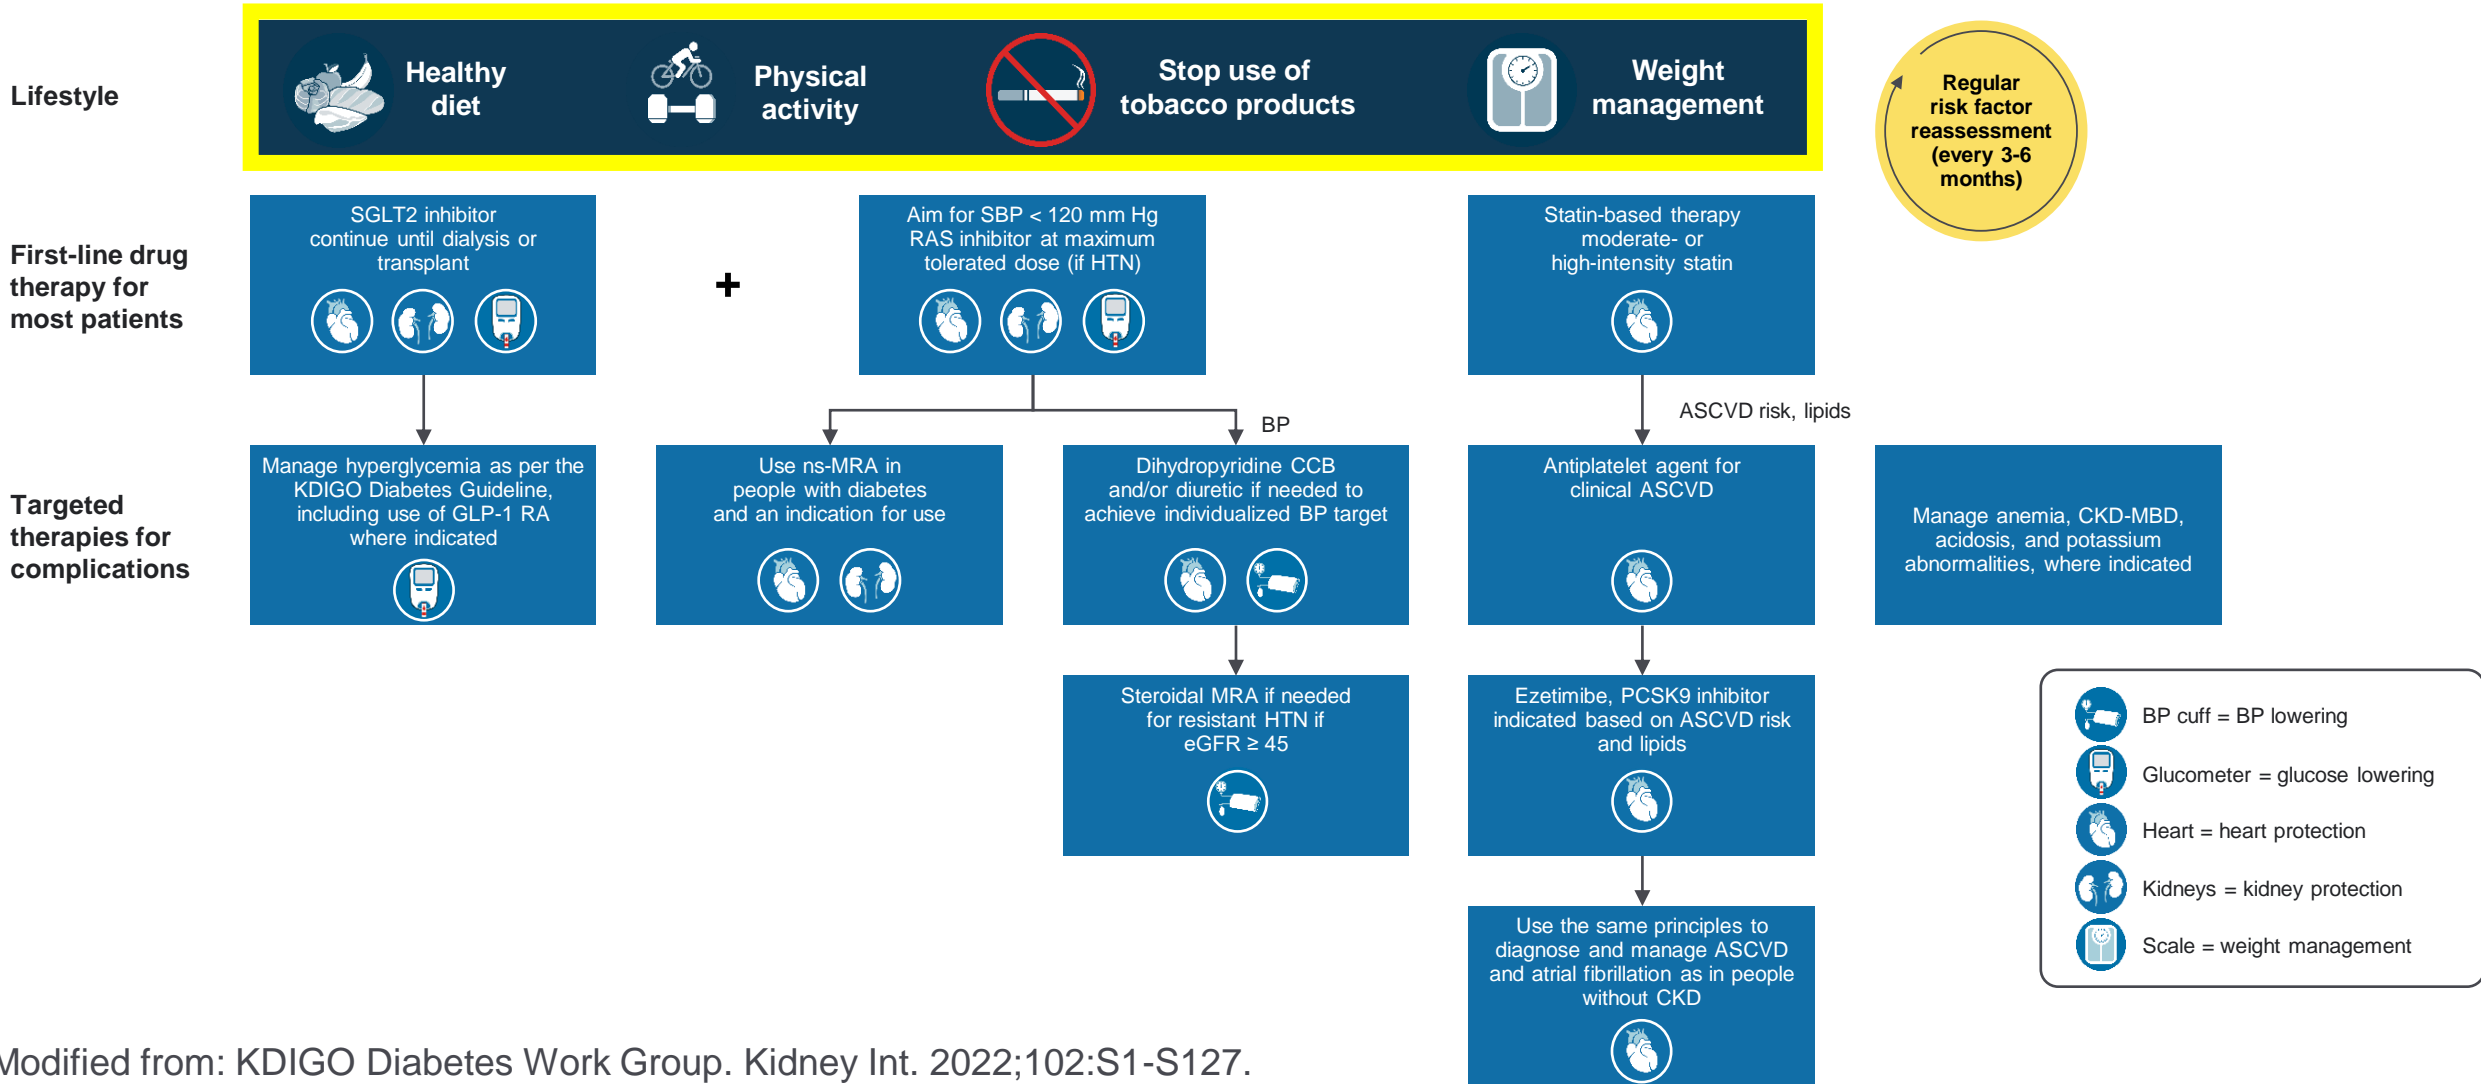 Lifestyle
Healthy
diet
Physical
activity
Stop use of
tobacco products
Weight
management
Regular
risk factor
reassessment
(every 3-6
months)
First-line drug
therapy for
most patients
SGLT2 inhibitor
continue until dialysis or
transplant
+
Aim for SBP < 120 mm Hg
RAS inhibitor at maximum
tolerated dose (if HTN)
Statin-based therapy
moderate- or
high-intensity statin
BP
ASCVD risk, lipids
Targeted
therapies for
complications
Manage hyperglycemia as per the
KDIGO Diabetes Guideline,
including use of GLP-1 RA
where indicated
Use ns-MRA in
people with diabetes
and an indication for use
Dihydropyridine CCB
and/or diuretic if needed to
achieve individualized BP target
Antiplatelet agent for
clinical ASCVD
Manage anemia, CKD-MBD,
acidosis, and potassium
abnormalities, where indicated
Steroidal MRA if needed
for resistant HTN if
eGFR ≥ 45
Ezetimibe, PCSK9 inhibitor
indicated based on ASCVD risk
and lipids
Use the same principles to
diagnose and manage ASCVD
and atrial fibrillation as in people
without CKD
BP cuff = BP lowering
Glucometer = glucose lowering
Heart = heart protection
Kidneys = kidney protection
Scale = weight management
Modified from: KDIGO Diabetes Work Group. Kidney Int. 2022;102:S1-S127.